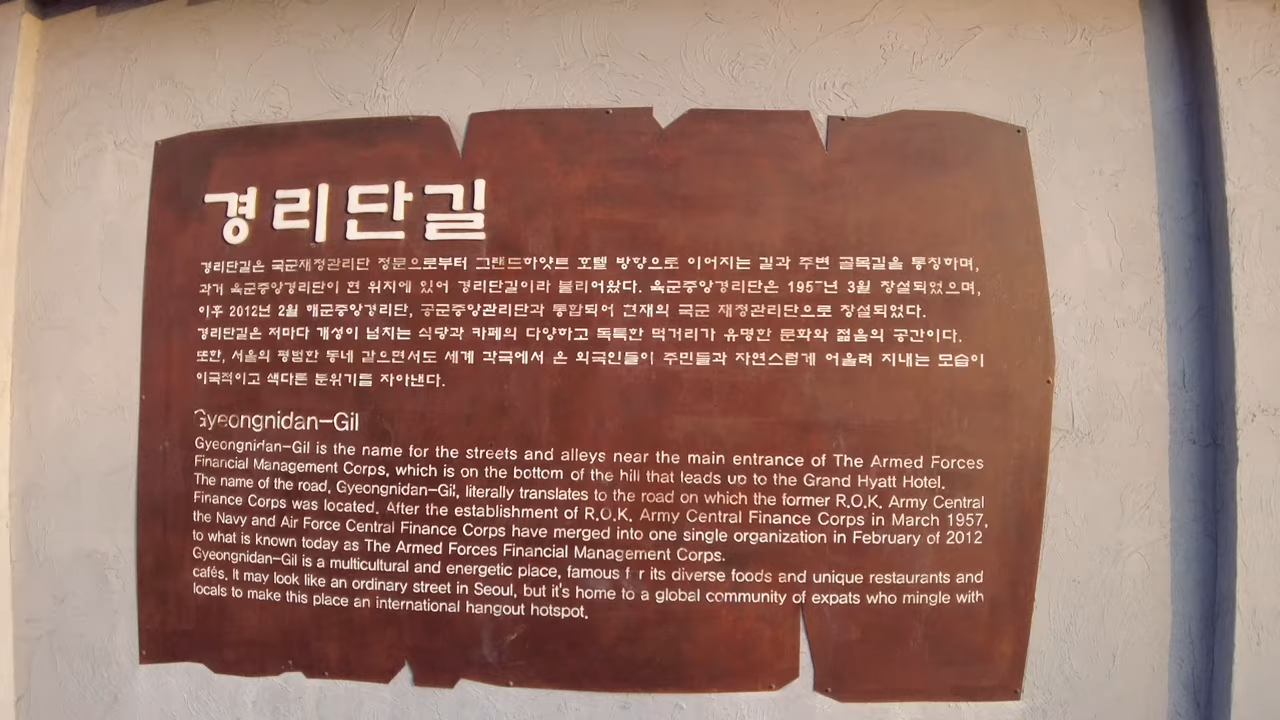 경리단길
경리단길은 국군재정관리단 정문으로부터 그랜드하얏트 호텔 방향으로 이어지는 길과 주변 골목길을 통칭하며,
과거 육군중앙경리단이 현 위치에 있어 경리단길이라 불리어왔다. 육군중앙경리단은 1957년 3월 창설되었으며,
이후 2012년 2월 해군중앙경리단, 공군중앙관리단과 통합되어 현재의 국군 재정관리단으로 창설되었다.
경리단길은 저마다 개성이 넘치는 식당과 카페의 다양하고 독특한 먹거리가 유명한 문화와 젊음의 공간이다.
또한, 서울의 평범한 동네 같으면서도 세계 각국에서 온 외국인들이 주민들과 자연스럽게 어울려 지내는 모습이
이국적이고 색다른 분위기를 자아낸다.
Gyeongnidan-Gil
Gyeongnidan-Gil is the name for the streets and alleys near the main entrance of The Armed Forces
Financial Management Corps, which is on the bottom of the hill that leads up to the Grand Hyatt Hotel.
The name of the road, Gyeongnidan-Gil, literally translates to the road on which the former R.O.K. Army Central
Finance Corps was located. After the establishment of R.O.K. Army Central Finance Corps in March 1957,
the Navy and Air Force Central Finance Corps have merged into one single organization in February of 2012
to what is known today as The Armed Forces Financial Management Corps.
Gyeongnidan-Gil is a multicultural and energetic place, famous f r its diverse foods and unique restaurants and
cafés. It may look like an ordinary street in Seoul, but it's home to a global community of expats who mingle with
locals to make this place an international hangout hotspot.